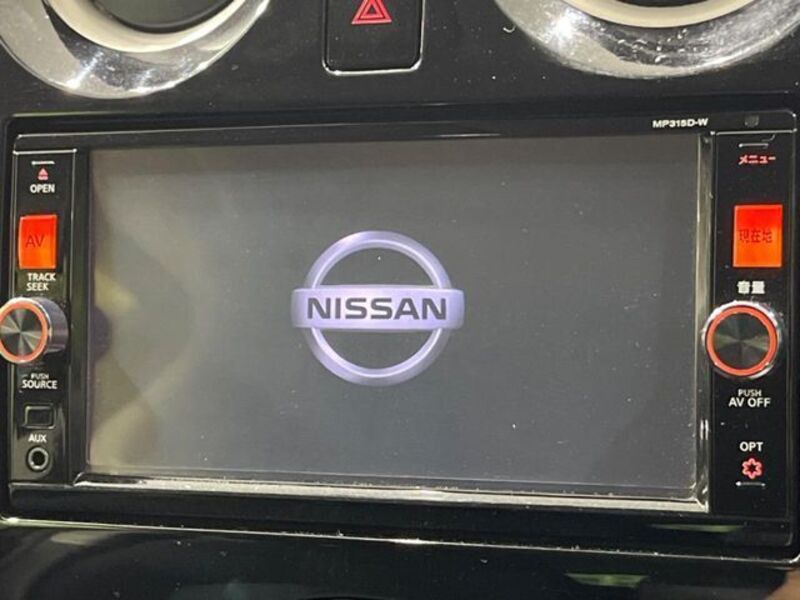 MP315D-W
OPEN
AV
TRACK
SEEK
PUSH
SOURCE
AUX
NISSAN
メニュー
現在地
音量
PUSH
AV OFF
OPT